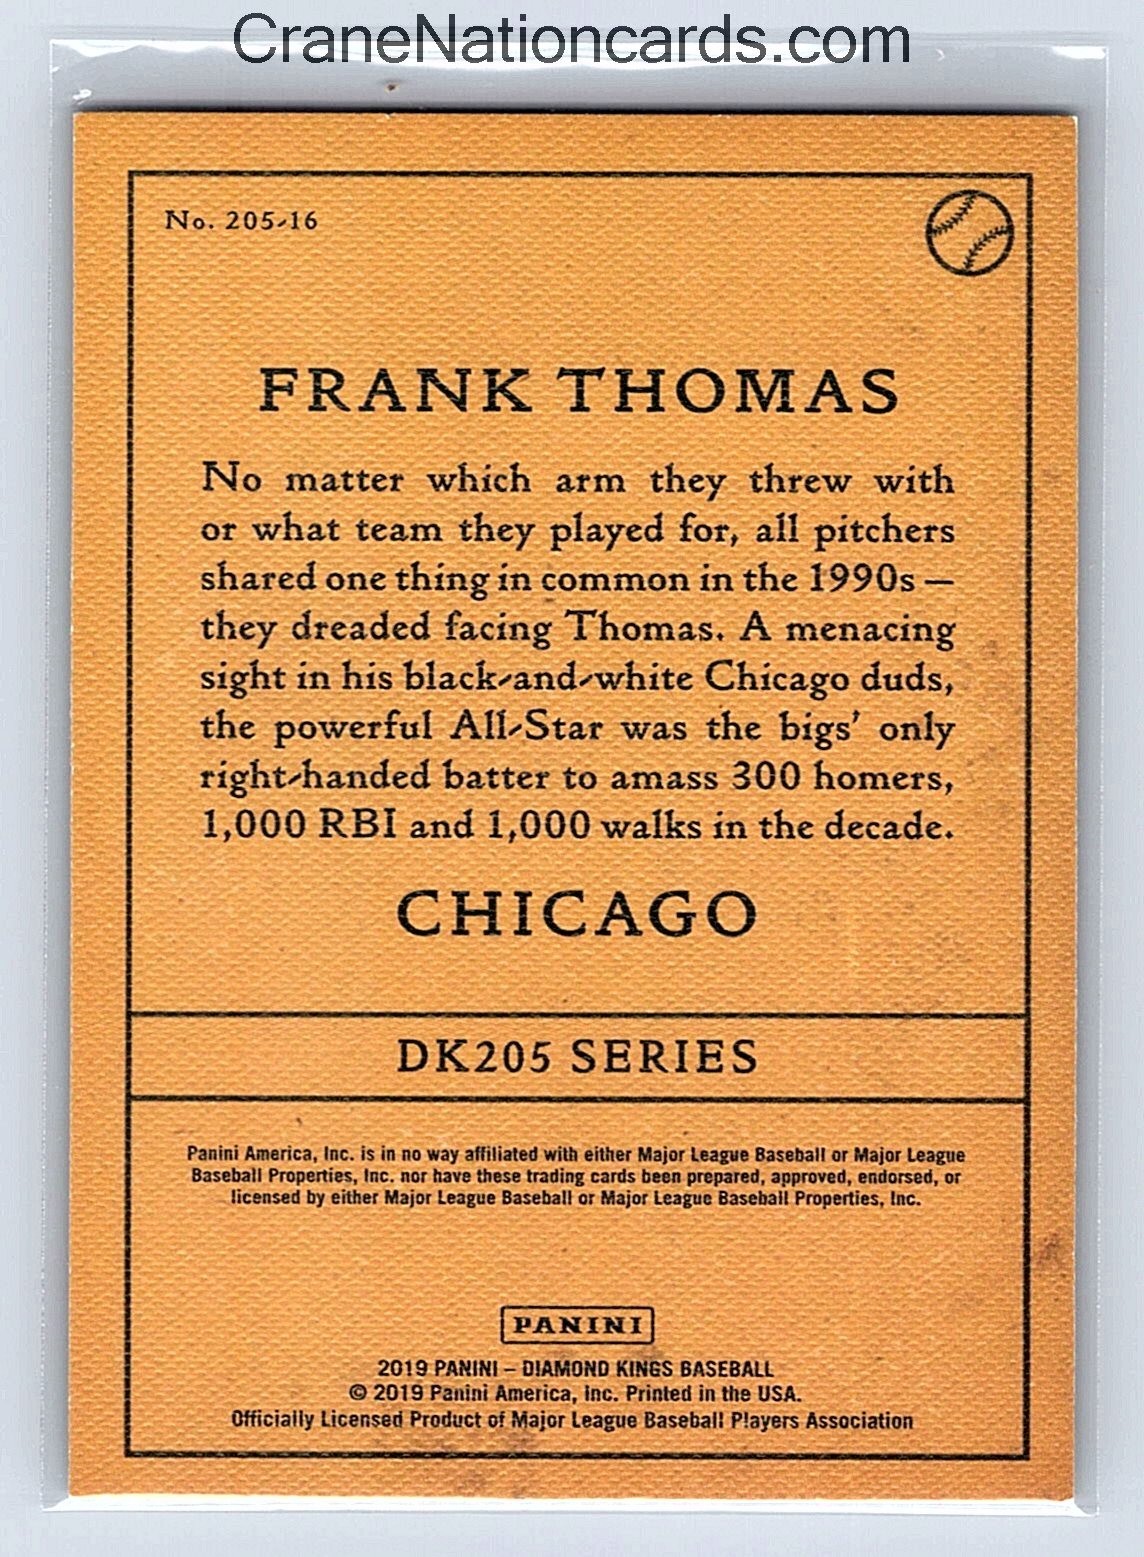 CraneNationcards.com
No. 205-16
FRANK THOMAS
No matter which arm they threw with
or what team they played for, all pitchers
shared one thing in common in the 1990s —
they dreaded facing Thomas. A menacing
sight in his black-and-white Chicago duds,
the powerful All-Star was the bigs' only
right-handed batter to amass 300 homers,
1,000 RBI and 1,000 walks in the decade.
CHICAGO
DK205 SERIES
Panini America, Inc. is in no way affiliated with either Major League Baseball or Major League
Baseball Properties, Inc. nor have these trading cards been prepared, approved, endorsed, or
licensed by either Major League Baseball or Major League Baseball Properties, Inc.
PANINI
2019 PANINI – DIAMOND KINGS BASEBALL
© 2019 Panini America, Inc. Printed in the USA.
Officially Licensed Product of Major League Baseball Players Association